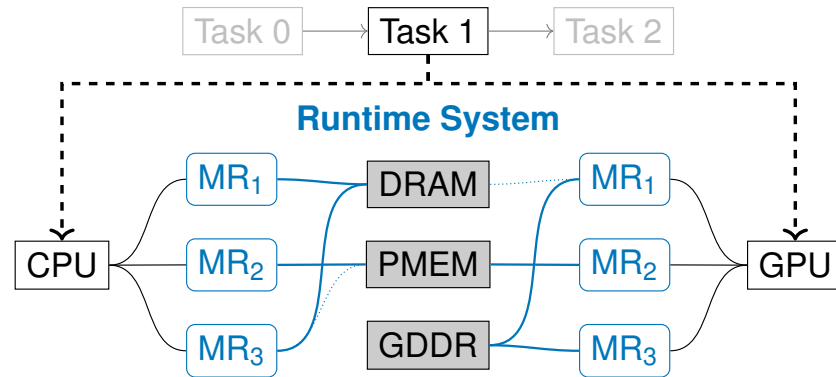 Task 0 Task 1 Task 2
Runtime System
MR₁ DRAM MR₁
CPU MR₂ PMEM MR₂ GPU
MR₃ GDDR MR₃